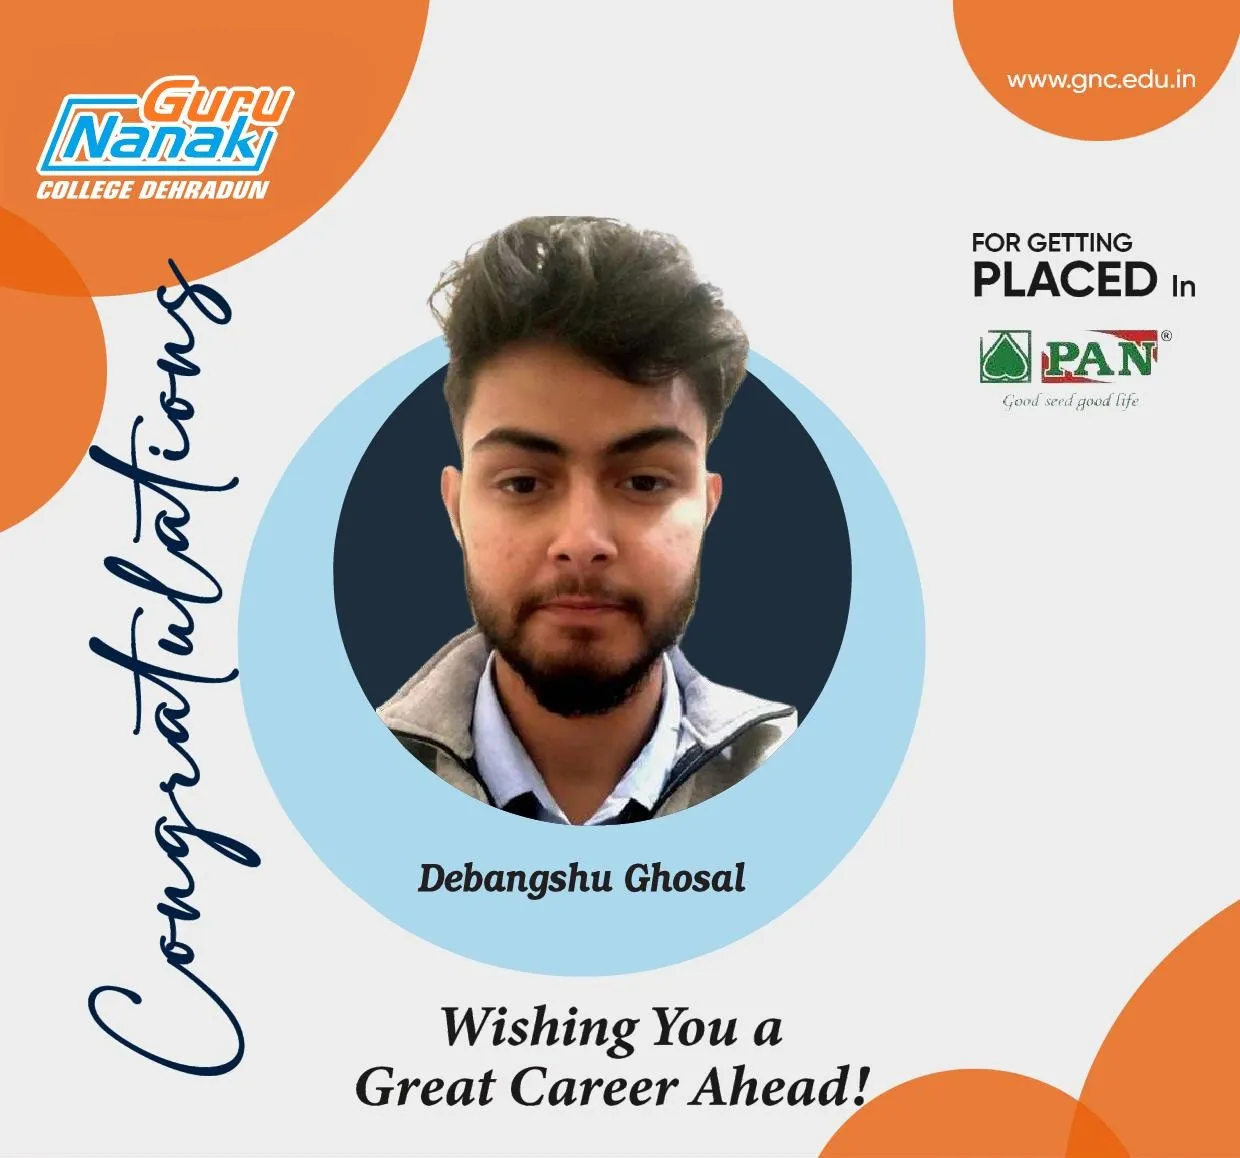 Guru
Nanak
COLLEGE DEHRADUN
www.gnc.edu.in
Congratulations
FOR GETTING
PLACED In
PAN®
Good seed good life
Debangshu Ghosal
Wishing You a
Great Career Ahead!